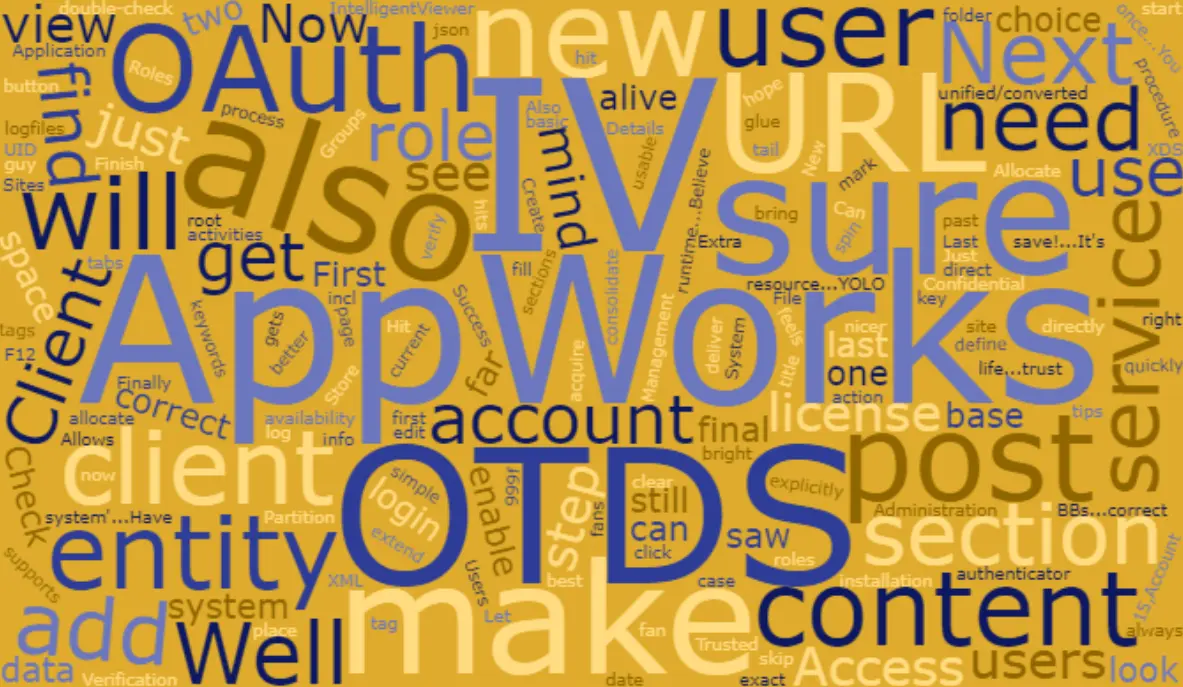 double-check
two
IntelligentViewer
new
user
folder
choice
once...You
start
view
Now
json
hit
Next
Application
Roles
OAuth
IV
URL
procedure
button
find
process
Also
alive
hope
unified/converted
logfiles
just
also
Groups
role
basic
Details
glue
need
UID
guy
Finish
see
mind
usable
tail
New
mark
Allocate
XDS
Sites
will
root
activities
verify
hits
Create
runtime...Believe
sure
bring
Can
spin
past
use
space
tabs
get
First
Extra
Last
Just
save!...It's
direct
service
Client
AppWorks
fill
sections
consolidate
resource...YOLO
Confidential
tags
keywords
gets
better
incl
page
Success
File
feels
key
F12
Hit
current
acquire
Management
deliver
System
nicer
last
site
define
directly
right
Finally
correct
Store
far
title
one
action
life...trust
quickly
allocate
availability
first
edit
account
license
base
tips
Allows
log
info
final
bright
post
Check
client
now
simple
login
enable
999f
step
fans
clear
still
explicitly
system'...Have
Partition
extend
can
click
saw
Administration
BBs...correct
section
supports
entity
OTDS
roles
XML
Users
best
case
installation
authenticator
15,Account
add
system
place
tag
Let
make
fan
Trusted
skip
content
always
data
Verification
Well
date
exact
Access
users
look